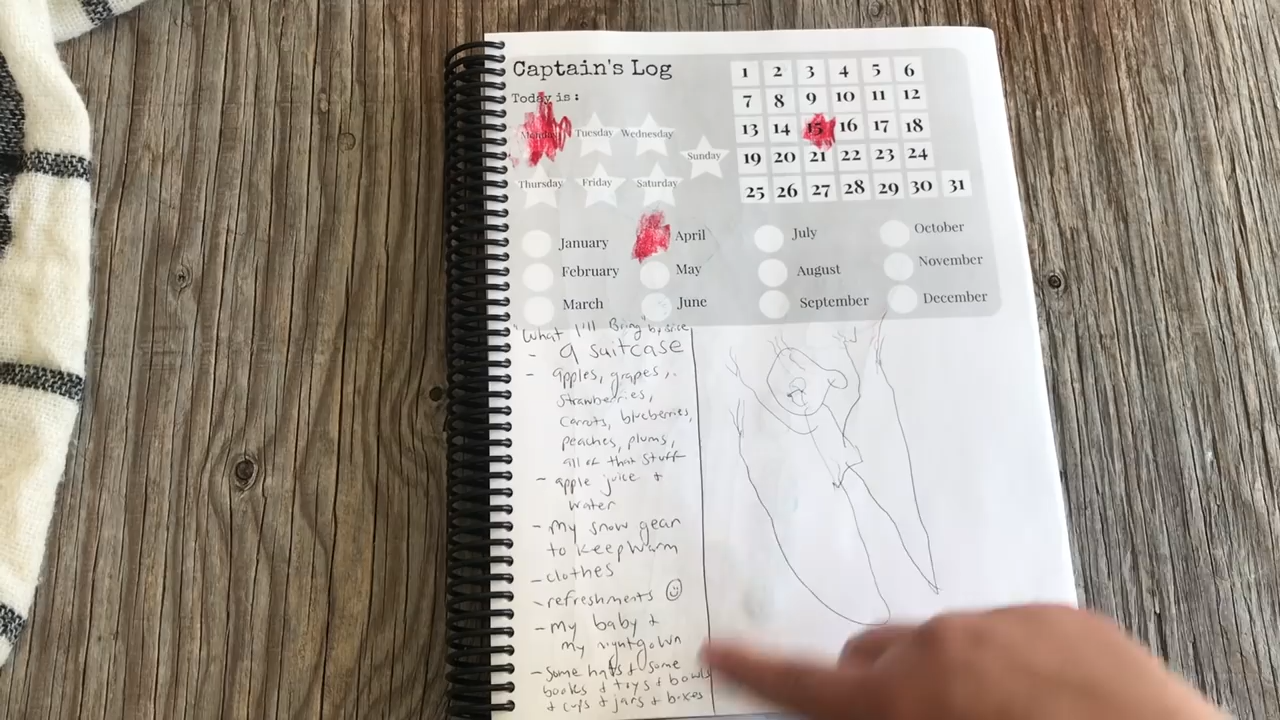 Captain's Log
Today is:
Monday Tuesday Wednesday
Sunday
Thursday Friday Saturday
1 2 3 4 5 6
7 8 9 10 11 12
13 14 15 16 17 18
19 20 21 22 23 24
25 26 27 28 29 30 31
January April July October
February May August November
March June September December
"What I'll Bring" by
- a suitcase
- apples, grapes,
strawberries,
carrots, blueberries,
peaches, plums,
all of that stuff
- apple juice +
water
- my snow gear
to keep warm
- clothes
- refreshments ☺
- my baby +
my nightgown
- some hats + some
books + toys + bowls
+ cups + jars + boxes